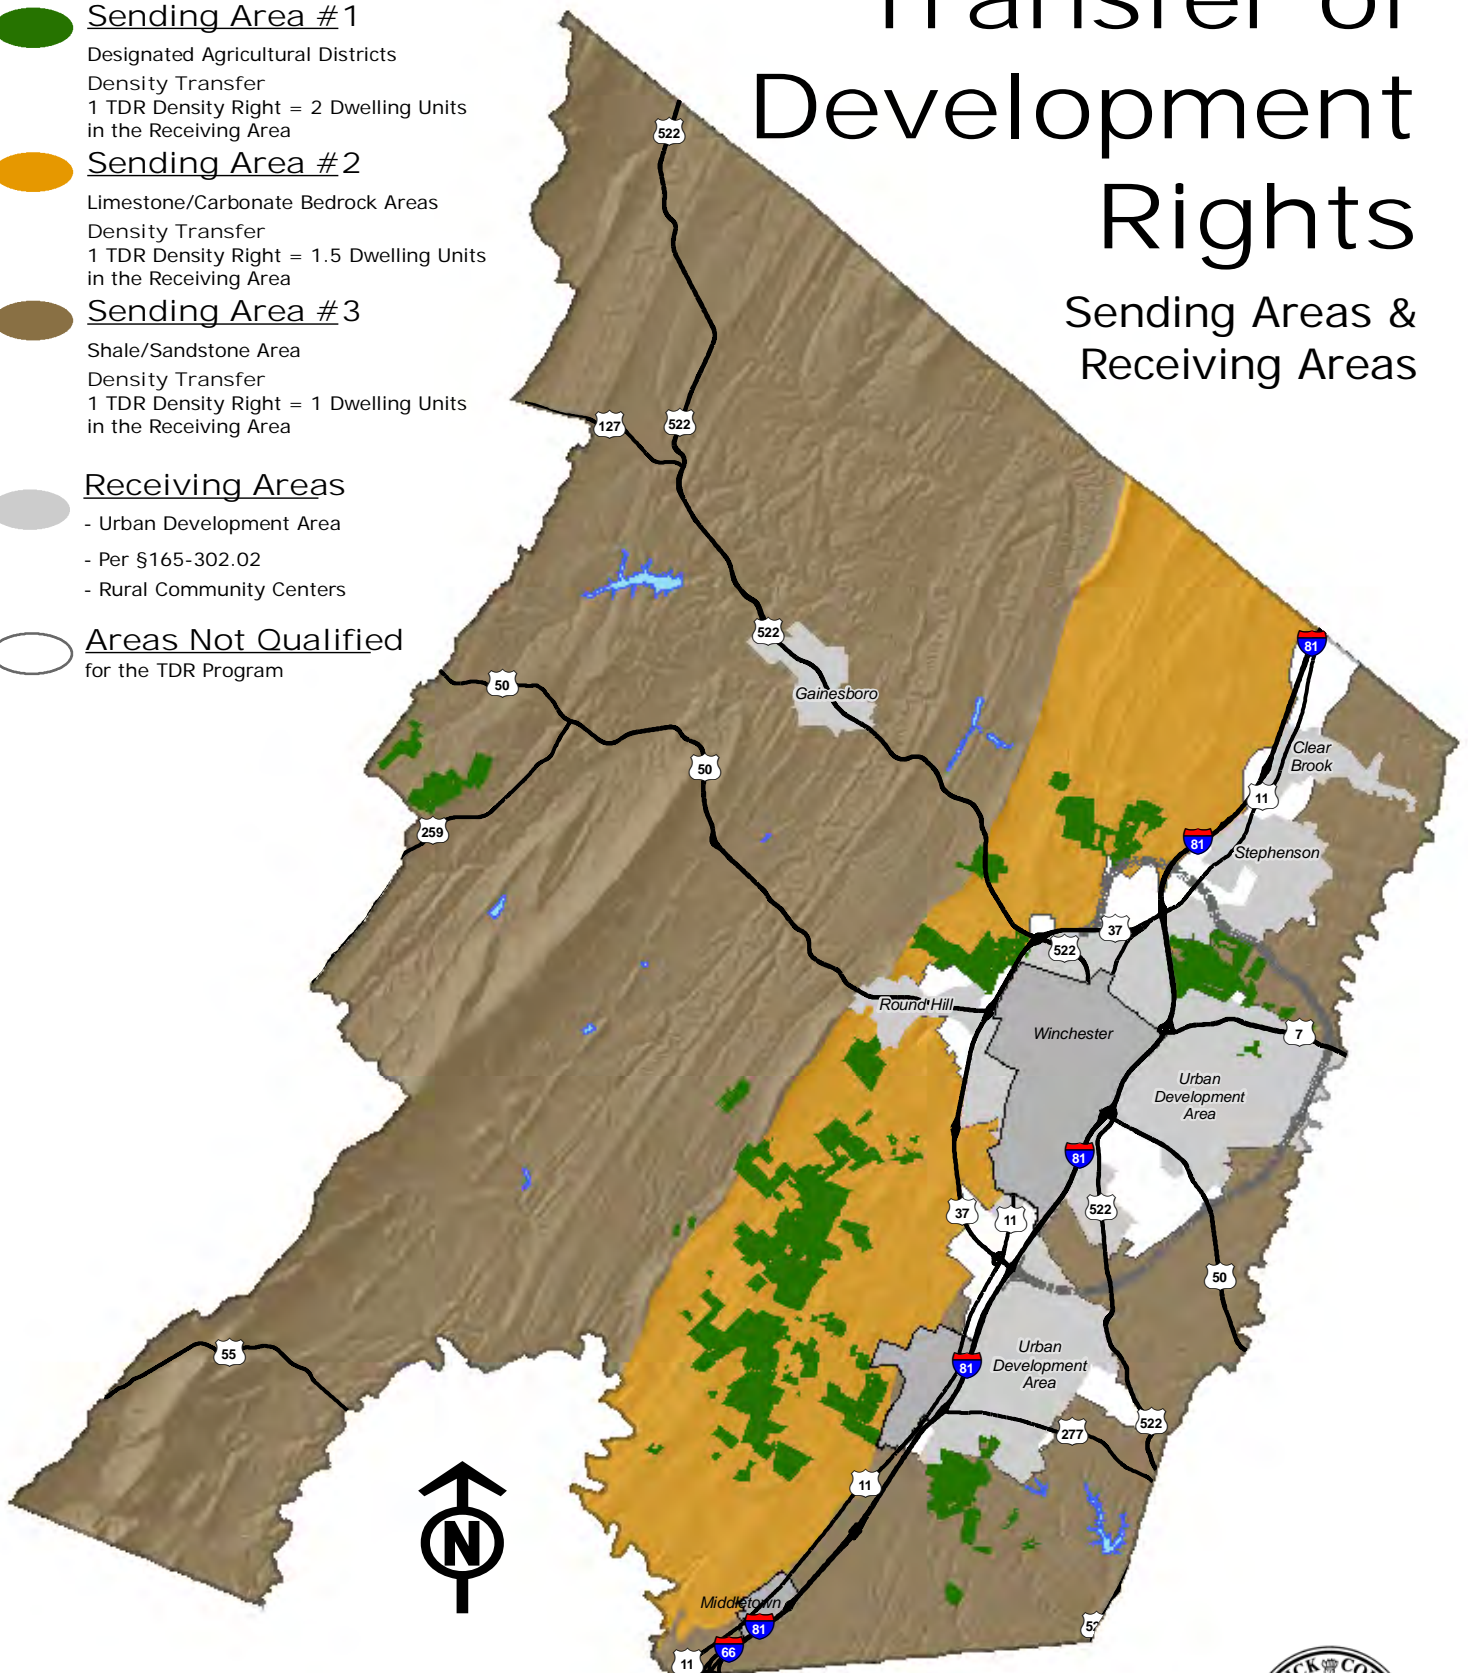 Transfer of
Development
Rights
Sending Areas &
Receiving Areas
Sending Area #1
Designated Agricultural Districts
Density Transfer
1 TDR Density Right = 2 Dwelling Units
in the Receiving Area
Sending Area #2
Limestone/Carbonate Bedrock Areas
Density Transfer
1 TDR Density Right = 1.5 Dwelling Units
in the Receiving Area
Sending Area #3
Shale/Sandstone Area
Density Transfer
1 TDR Density Right = 1 Dwelling Units
in the Receiving Area
Receiving Areas
- Urban Development Area
- Per §165-302.02
- Rural Community Centers
Areas Not Qualified
for the TDR Program
522
127
522
522
Gainesboro
50
50
259
81
Clear
Brook
11
81
Stephenson
37
522
Round Hill
Winchester
7
Urban
Development
Area
81
522
37
11
50
55
Urban
Development
Area
81
522
277
11
N
Middletown
81
66
11